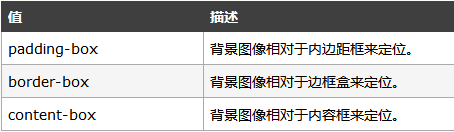 值 描述
padding-box 背景图像相对于内边距框来定位。
border-box 背景图像相对于边框盒来定位。
content-box 背景图像相对于内容框来定位。